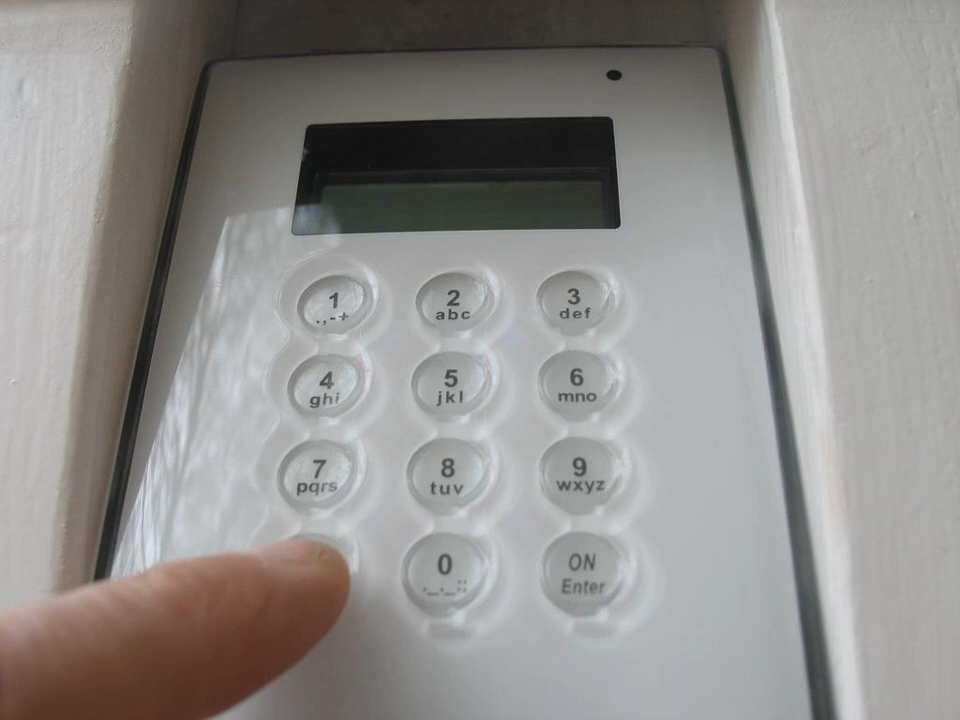 1
.,-+
2
abc
3
def
4
ghi
5
jkl
6
mno
7
pqrs
8
tuv
9
wxyz
0
ON
Enter